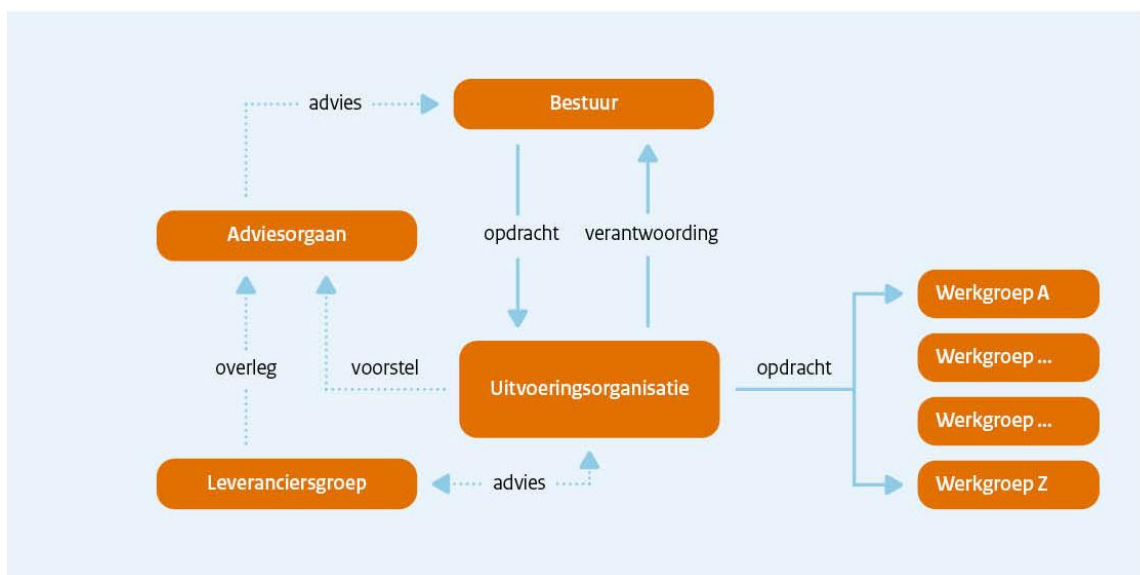 advies
Bestuur
Adviesorgaan
opdracht
verantwoording
Werkgroep A
overleg
voorstel
Uitvoeringsorganisatie
opdracht
Werkgroep ...
Werkgroep ...
Leveranciersgroep
advies
Werkgroep Z